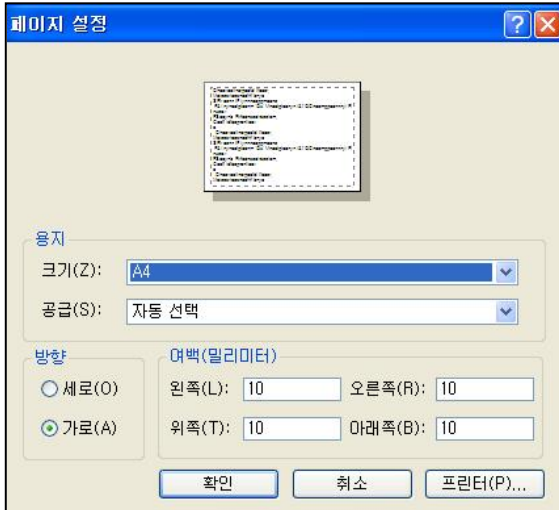 페이지 설정
용지
크기(Z): A4
공급(S): 자동 선택
방향
세로(O)
가로(A)
여백(밀리미터)
왼쪽(L): 10 오른쪽(R): 10
위쪽(T): 10 아래쪽(B): 10
확인 취소 프린터(P)...